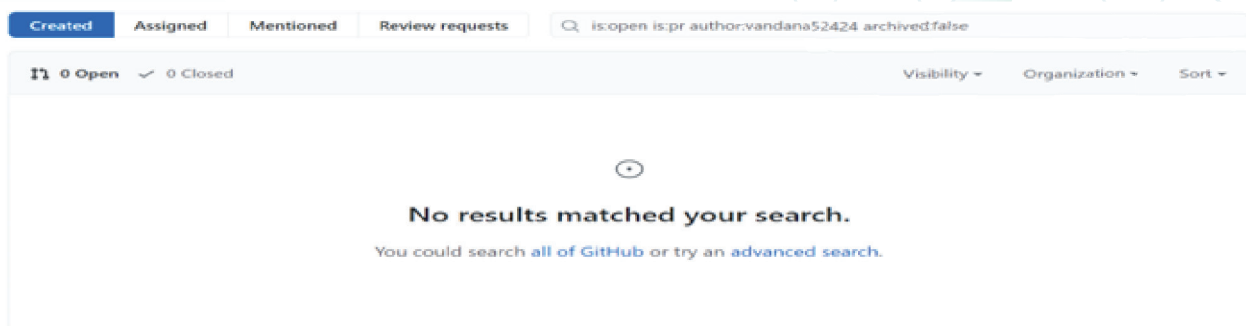 Created Assigned Mentioned Review requests is:open is:pr author:vandana52424 archived:false
0 Open 0 Closed Visibility Organization Sort
No results matched your search.
You could search all of GitHub or try an advanced search.